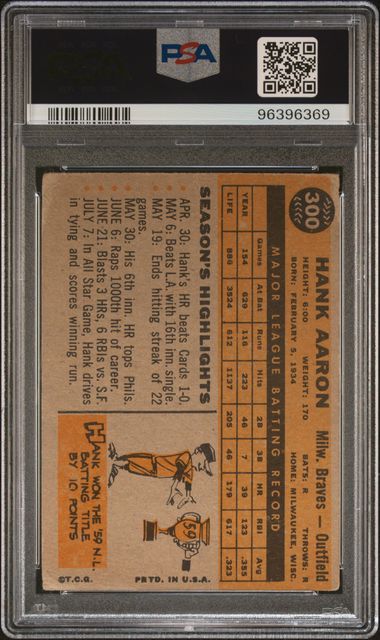 PSA
96396369
300
HANK AARON
Milw. Braves — Outfield
HEIGHT: 6:00 WEIGHT: 170 BATS: R THROWS: R
BORN: FEBRUARY 5, 1934 HOME: MILWAUKEE, WISC.
MAJOR LEAGUE BATTING RECORD
Games At Bat Runs Hits 2B 3B HR RBI Avg
YEAR 154 629 116 223 46 7 39 123 .355
LIFE 886 3524 612 1137 205 46 179 617 .323
SEASON'S HIGHLIGHTS
APR. 30: Hank's HR beats Cards 1-0.
MAY 6: Beats L.A. with 16th inn. single.
MAY 19: Ends hitting streak of 22
games.
MAY 30: His 6th inn. HR tops Phils.
JUNE 6: Raps 1000th hit of career.
JUNE 21: Blasts 3 HRs, 6 RBIs vs. S.F.
JULY 7: In All Star Game, Hank drives
in tying and scores winning run.
'59
HANK WON THE '59 N.L.
BATTING TITLE
BY 10 POINTS
©T.C.G. PRTD. IN U.S.A.